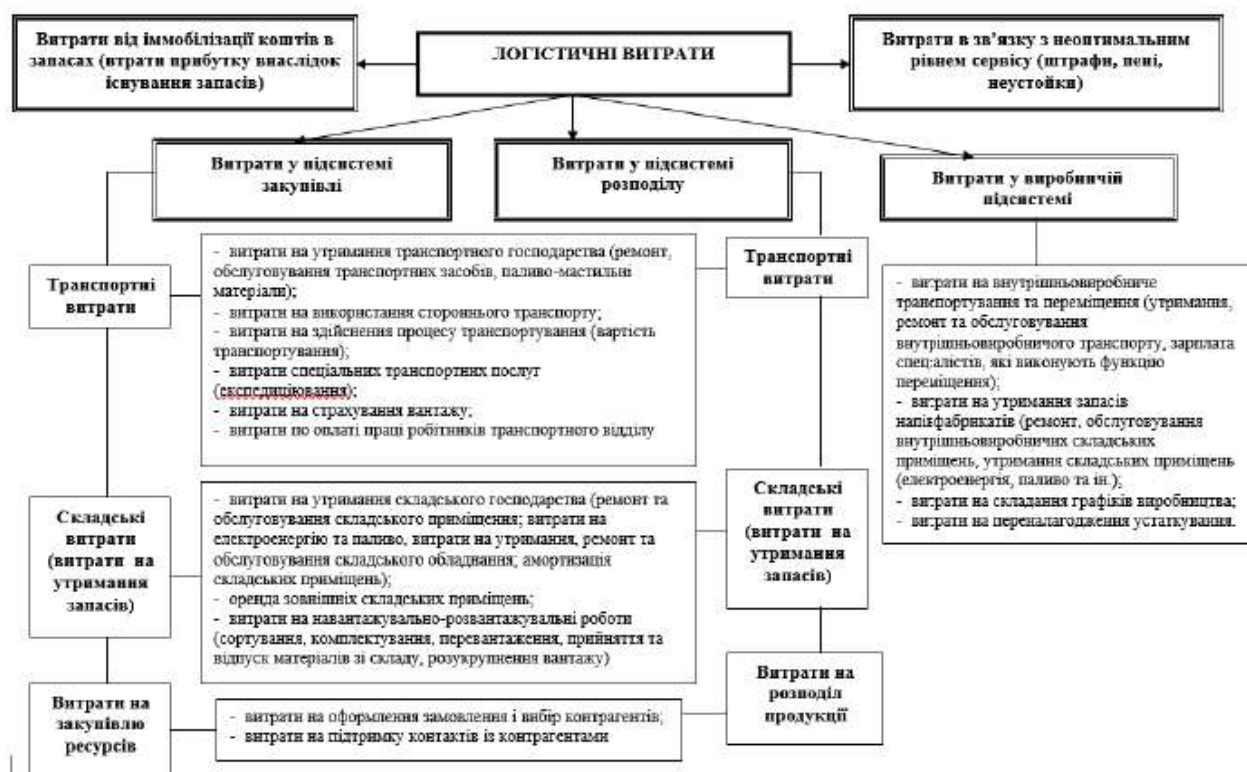 Витрати від іммобілізації коштів в
запасах (втрати прибутку внаслідок
існування запасів)
ЛОГІСТИЧНІ ВИТРАТИ
Витрати в зв’язку з неоптимальним
рівнем сервісу (штрафи, пені,
неустойки)
Витрати у підсистемі
закупівлі
Витрати у підсистемі
розподілу
Витрати у виробничій
підсистемі
Транспортні
витрати
- витрати на утримання транспортного господарства (ремонт,
обслуговування транспортних засобів, паливо-мастильні
матеріали);
- витрати на використання стороннього транспорту;
- витрати на здійснення процесу транспортування (вартість
транспортування);
- витрати спеціальних транспортних послуг
(експедиціювання);
- витрати на страхування вантажу;
- витрати по оплаті праці робітників транспортного відділу
Транспортні
витрати
- витрати на внутрішньовиробниче
транспортування та переміщення (утримання,
ремонт та обслуговування
внутрішньовиробничого транспорту, зарплата
спеціалістів, які виконують функцію
переміщення);
- витрати на утримання запасів
напівфабрикатів (ремонт, обслуговування
внутрішньовиробничих складських
приміщень, утримання складських приміщень
(електроенергія, паливо та ін.);
- витрати на складання графіків виробництва;
- витрати на переналагодження устаткування.
Складські
витрати
(витрати на
утримання
запасів)
- витрати на утримання складського господарства (ремонт та
обслуговування складського приміщення; витрати на
електроенергію та паливо, витрати на утримання, ремонт та
обслуговування складського обладнання; амортизація
складських приміщень);
- оренда зовнішніх складських приміщень;
- витрати на навантажувально-розвантажувальні роботи
(сортування, комплектування, перевантаження, прийняття та
відпуск матеріалів зі складу, розукрупнення вантажу)
Складські
витрати
(витрати на
утримання
запасів)
Витрати на
закупівлю
ресурсів
- витрати на оформлення замовлення і вибір контрагентів;
- витрати на підтримку контактів із контрагентами
Витрати на
розподіл
продукції